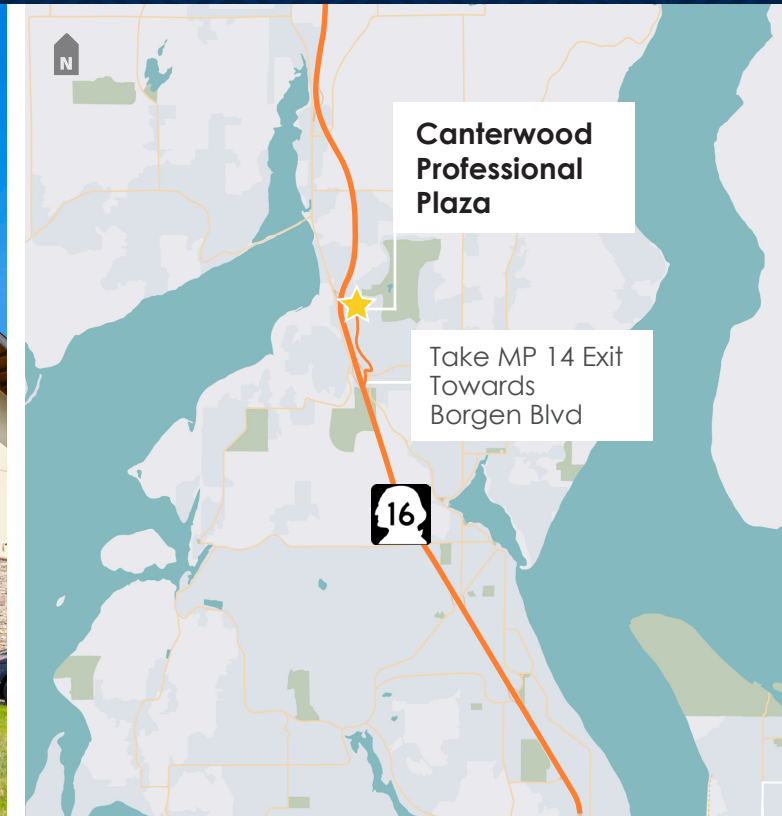 N
Canterwood
Professional
Plaza
Take MP 14 Exit
Towards
Borgen Blvd
16